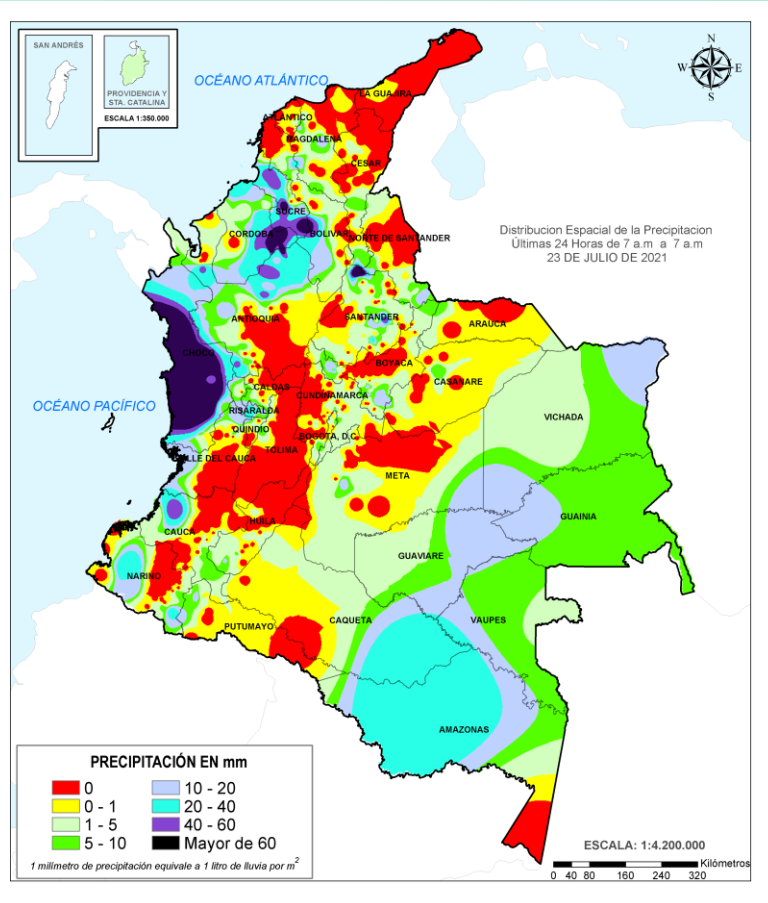 SAN ANDRÉS
PROVIDENCIA Y
STA. CATALINA
ESCALA 1:350.000
N
W
E
S
OCÉANO ATLÁNTICO
LA GUAJIRA
ATLÁNTICO
MAGDALENA
CESAR
SUCRE
CORDOBA
BOLIVAR
NORTE DE SANTANDER
Distribucion Espacial de la Precipitacion
Últimas 24 Horas de 7 a.m a 7 a.m
23 DE JULIO DE 2021
ANTIOQUIA
SANTANDER
ARAUCA
CHOCO
BOYACA
CASANARE
CALDAS
CUNDINAMARCA
OCÉANO PACÍFICO
RISARALDA
VICHADA
QUINDIO
BOGOTA, D.C
TOLIMA
VALLE DEL CAUCA
META
GUAINIA
HUILA
CAUCA
GUAVIARE
NARIÑO
CAQUETA
VAUPES
PUTUMAYO
AMAZONAS
PRECIPITACIÓN EN mm
0
0 - 1
1 - 5
5 - 10
10 - 20
20 - 40
40 - 60
Mayor de 60
1 milímetro de precipitación equivale a 1 litro de lluvia por m2
ESCALA: 1:4.200.000
Kilómetros
0 40 80 160 240 320